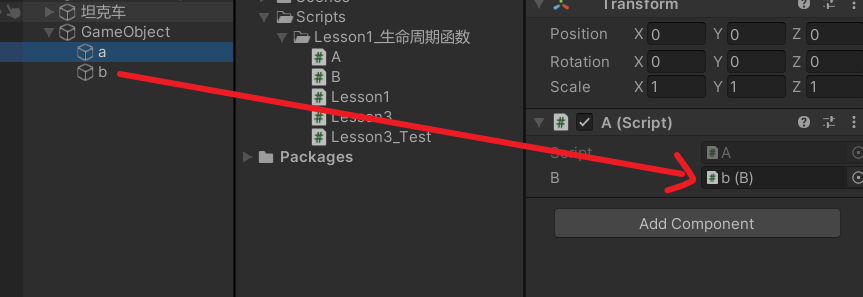 坦克车
GameObject
a
b
Scripts
Lesson1_生命周期函数
A
B
Lesson1
Lesson3
Lesson3_Test
Packages
Transform
Position X 0 Y 0 Z 0
Rotation X 0 Y 0 Z 0
Scale X 1 Y 1 Z 1
A (Script)
Script A
B b (B)
Add Component